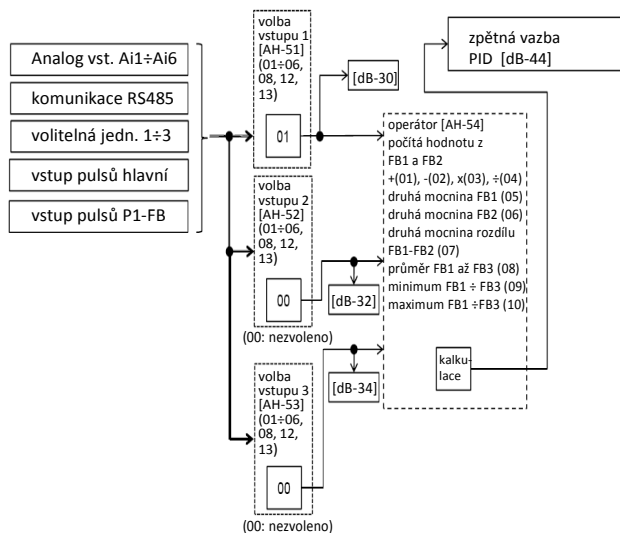 Analog vst. Ai1÷Ai6
komunikace RS485
volitelná jedn. 1÷3
vstup pulsů hlavní
vstup pulsů P1-FB
volba
vstupu 1
[AH-51]
(01÷06,
08, 12,
13)
01
[dB-30]
volba
vstupu 2
[AH-52]
(01÷06,
08, 12,
13)
00
(00: nezvoleno)
[dB-32]
volba
vstupu 3
[AH-53]
(01÷06,
08, 12,
13)
00
(00: nezvoleno)
[dB-34]
operátor [AH-54]
počítá hodnotu z
FB1 a FB2
+(01), -(02), x(03), ÷(04)
druhá mocnina FB1 (05)
druhá mocnina FB2 (06)
druhá mocnina rozdílu
FB1-FB2 (07)
průměr FB1 až FB3 (08)
minimum FB1 ÷ FB3 (09)
maximum FB1 ÷FB3 (10)
kalku-
lace
zpětná vazba
PID [dB-44]